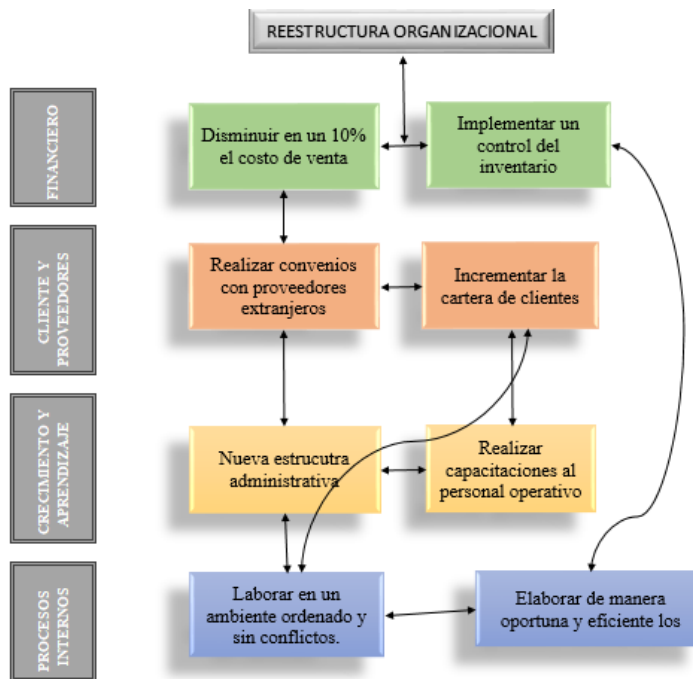 REESTRUCTURA ORGANIZACIONAL
FINANCIERO
Disminuir en un 10%
el costo de venta
Implementar un
control del
inventario
CLIENTE Y
PROVEEDORES
Realizar convenios
con proveedores
extranjeros
Incrementar la
cartera de clientes
CRECIMIENTO Y
APRENDIZAJE
Nueva estrucutra
administrativa
Realizar
capacitaciones al
personal operativo
PROCESOS
INTERNOS
Laborar en un
ambiente ordenado y
sin conflictos.
Elaborar de manera
oportuna y eficiente los